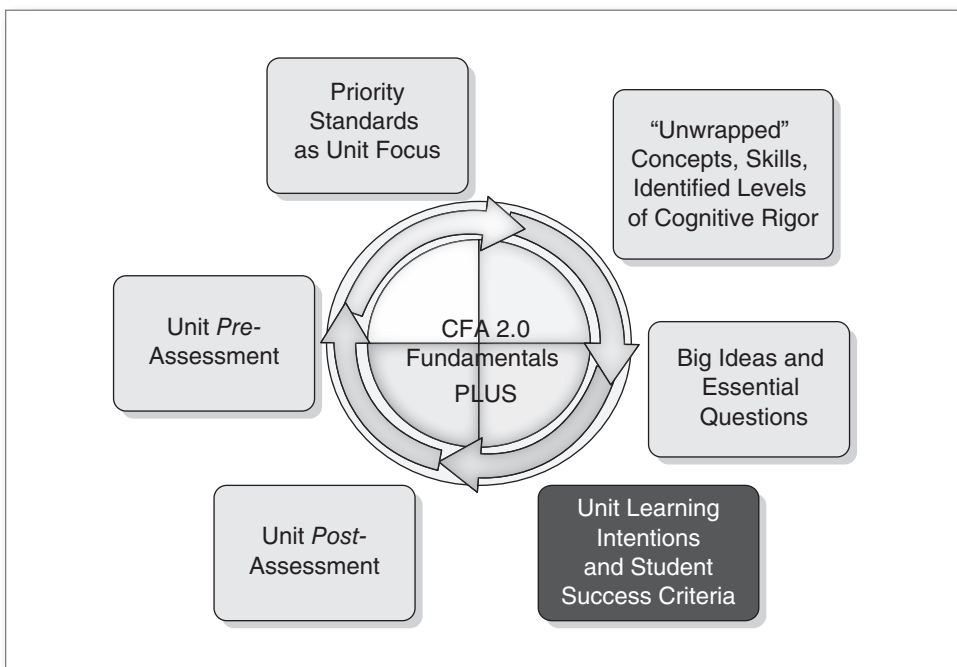 Priority
Standards
as Unit Focus
“Unwrapped”
Concepts, Skills,
Identified Levels
of Cognitive Rigor
Big Ideas and
Essential
Questions
Unit Learning
Intentions
and Student
Success Criteria
Unit Post-
Assessment
Unit Pre-
Assessment
CFA 2.0
Fundamentals
PLUS